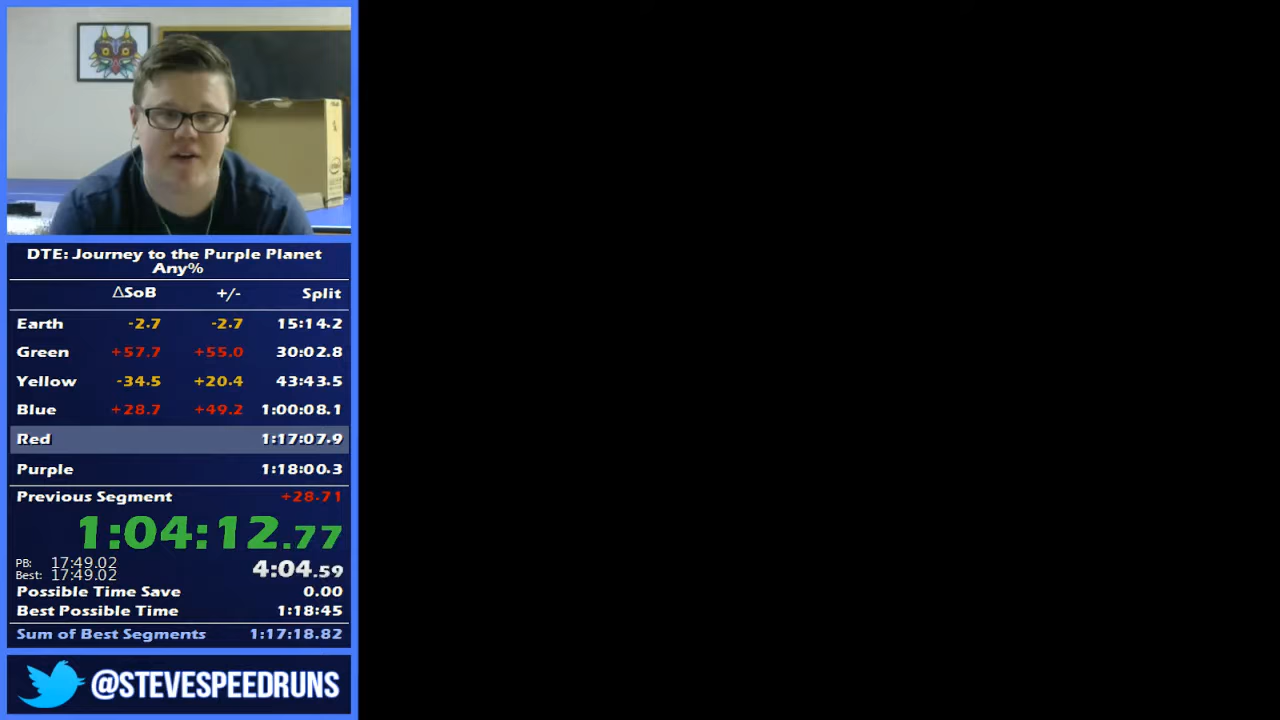 DTE: Journey to the Purple Planet
Any%
ΔSoB +/- Split
Earth -2.7 -2.7 15:14.2
Green +57.7 +55.0 30:02.8
Yellow -34.5 +20.4 43:43.5
Blue +28.7 +49.2 1:00:08.1
Red 1:17:07.9
Purple 1:18:00.3
Previous Segment +28.71
1:04:12.77
PB: 17:49.02
Best: 17:49.02
4:04.59
Possible Time Save 0.00
Best Possible Time 1:18:45
Sum of Best Segments 1:17:18.82
@STEVESPEEDRUNS